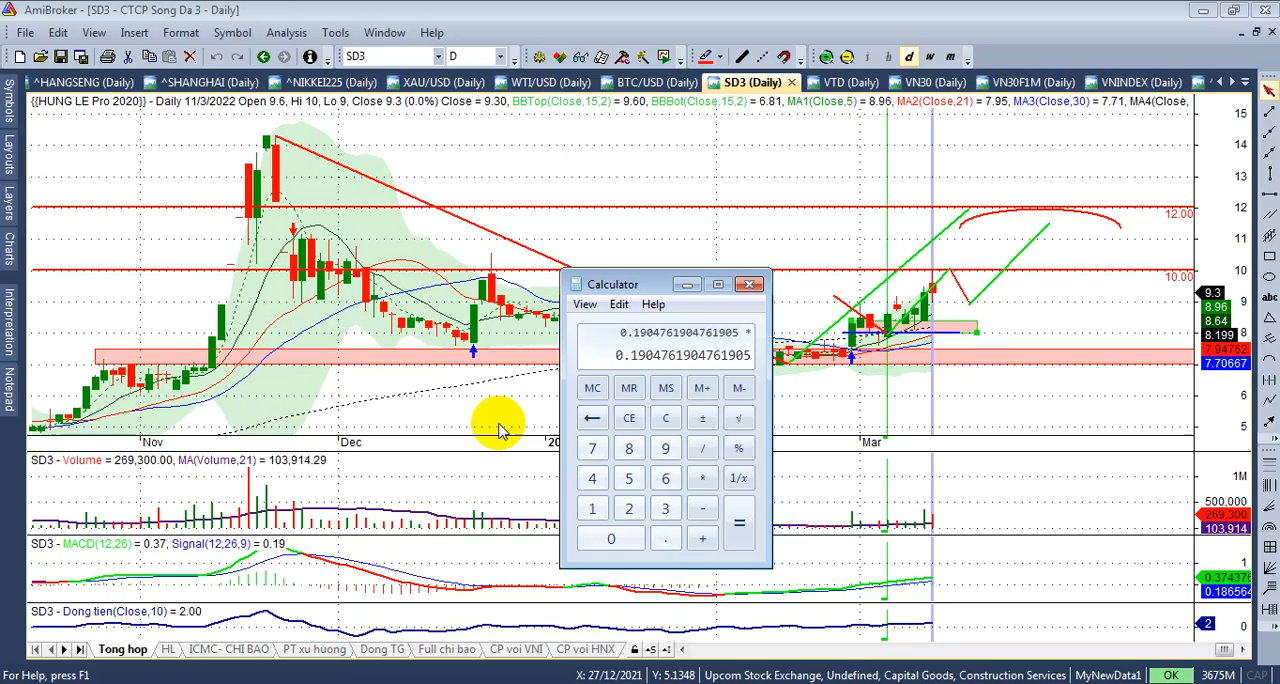 AmiBroker - [SD3 - CTCP Song Da 3 - Daily]
File Edit View Insert Format Symbol Analysis Tools Window Help
SD3 D i h d w m
^HANGSENG (Daily) ^SHANGHAI (Daily) ^NIKKEI225 (Daily) XAU/USD (Daily) WTI/USD (Daily) BTC/USD (Daily) SD3 (Daily) VTD (Daily) VN30 (Daily) VN30F1M (Daily) VNINDEX (Daily)
{{HUNG LE Pro 2020}} - Daily 11/3/2022 Open 9.6, Hi 10, Lo 9, Close 9.3 (0.0%) Close = 9.30, BBTop(Close,15,2) = 9.60, BBBot(Close,15,2) = 6.81, MA1(Close,5) = 8.96, MA2(Close,21) = 7.95, MA3(Close,30) = 7.71, MA4(Close,
Symbols
Layouts
Layers
Charts
Interpretation
Notepad
15
14
13
12
12.00
11
10
10.00
9.3
9
8.96
8.64
8
8.199
7.94762
7.70667
6
5
abc
Calculator
View Edit Help
0.1904761904761905 *
0.1904761904761905
MC MR MS M+ M-
← CE C ± √
7 8 9 / %
4 5 6 * 1/x
1 2 3 - =
0 . +
Nov Dec Mar
SD3 - Volume = 269,300.00, MA(Volume,21) = 103,914.29
1M
500,000
269,300
103,914
SD3 - MACD(12,26) = 0.37, Signal(12,26,9) = 0.19
1
0.374376
0.186564
SD3 - Dong tien(Close,10) = 2.00
2
0
Tong hop HL ICMC- CHI BAO PT xu huong Dong TG Full chi bao CP voi VNI CP voi HNX
For Help, press F1 X: 27/12/2021 Y: 5.1348 Upcom Stock Exchange, Undefined, Capital Goods, Construction Services MyNewData1 OK 3675M CAP